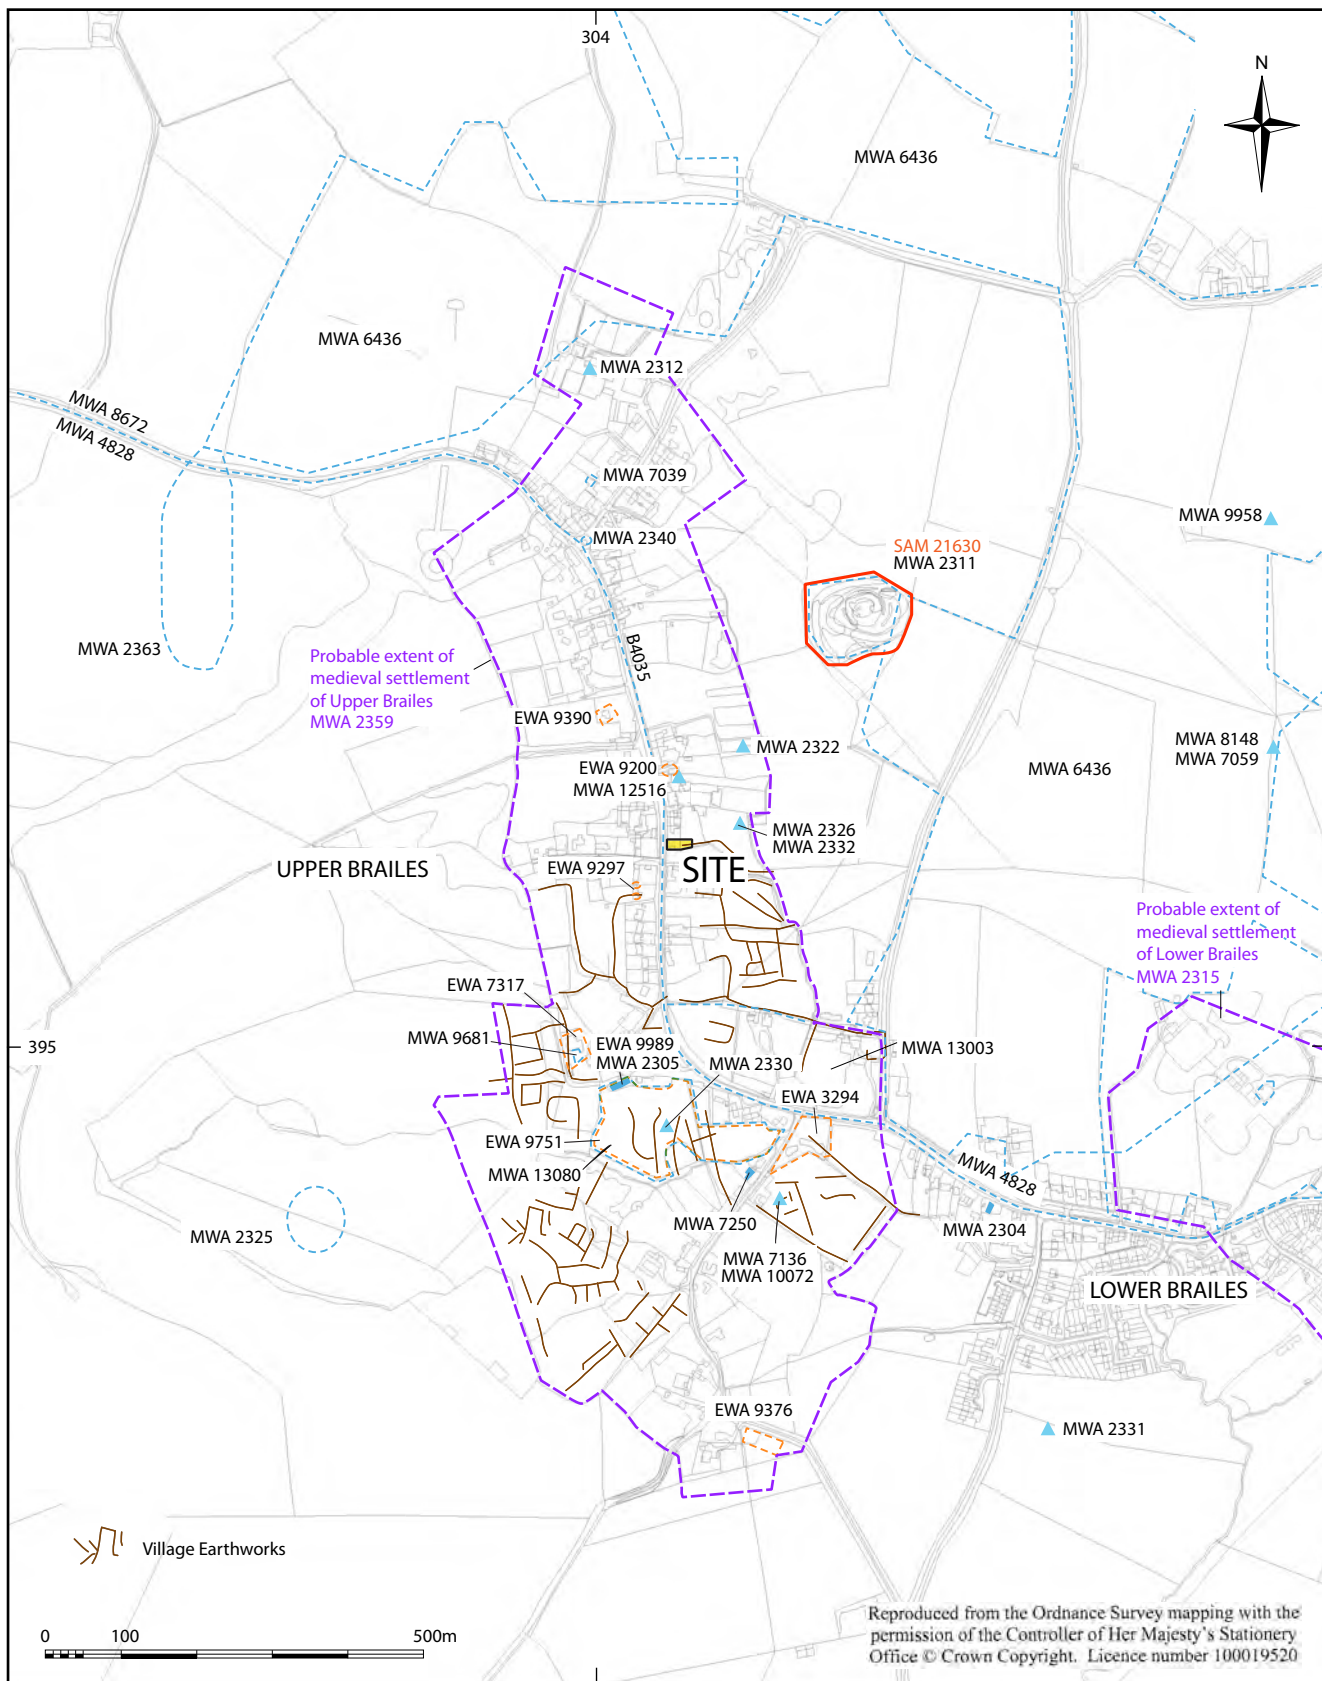 304
N
MWA 6436
MWA 6436
MWA 2312
MWA 8672
MWA 4828
MWA 7039
MWA 9958
MWA 2340
SAM 21630
MWA 2311
MWA 2363
B4035
Probable extent of
medieval settlement
of Upper Brailes
MWA 2359
EWA 9390
MWA 2322
MWA 8148
MWA 7059
EWA 9200
MWA 12516
MWA 6436
MWA 2326
MWA 2332
UPPER BRAILES
EWA 9297
SITE
Probable extent of
medieval settlement
of Lower Brailes
MWA 2315
EWA 7317
MWA 9681
EWA 9989
MWA 2305
MWA 2330
MWA 13003
395
EWA 3294
EWA 9751
MWA 13080
MWA 4828
MWA 2325
MWA 7250
MWA 2304
MWA 7136
MWA 10072
LOWER BRAILES
EWA 9376
MWA 2331
Village Earthworks
0 100 500m
Reproduced from the Ordnance Survey mapping with the
permission of the Controller of Her Majesty's Stationery
Office © Crown Copyright. Licence number 100019520